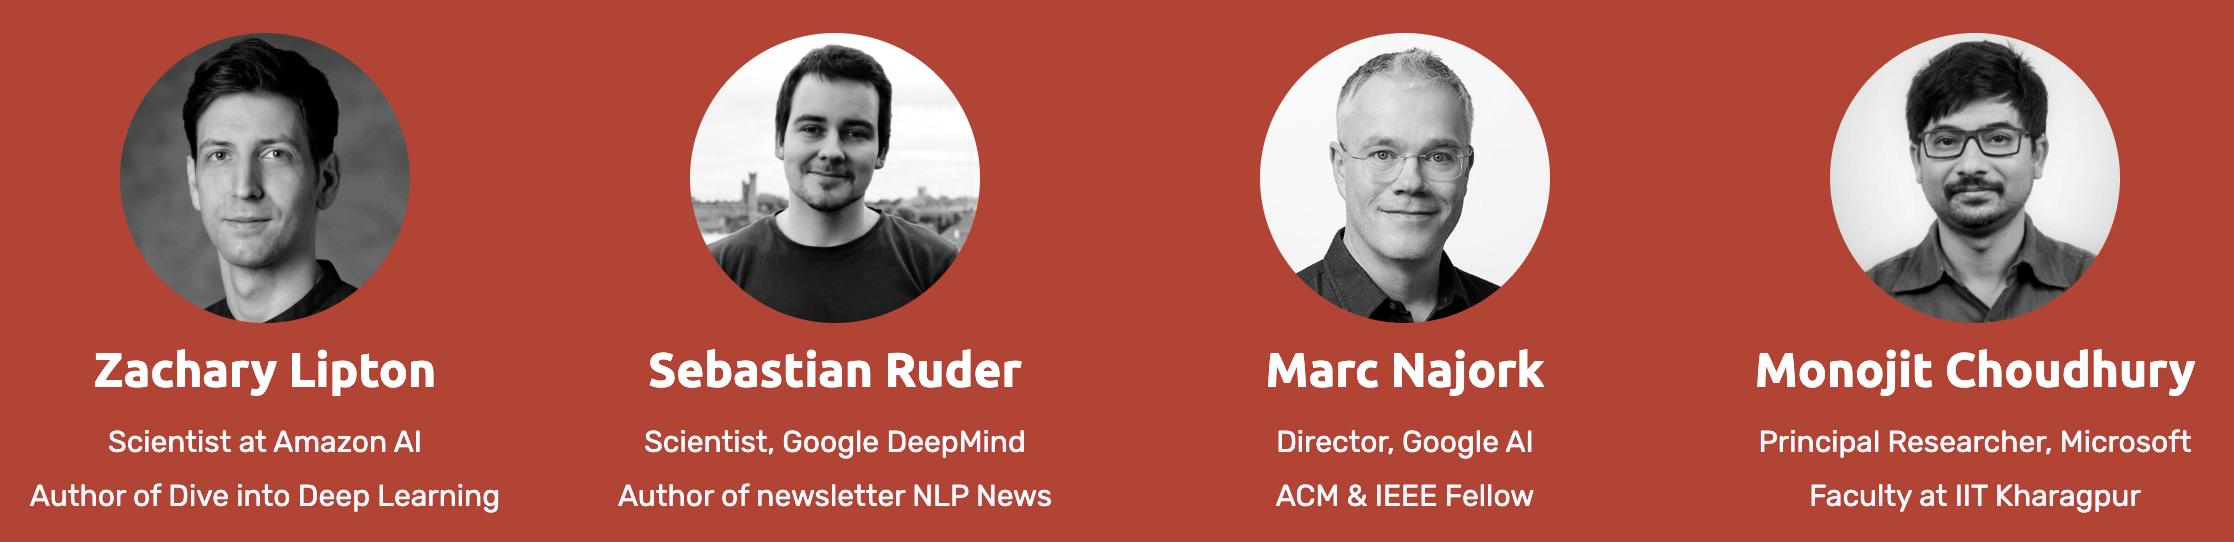 Zachary Lipton
Scientist at Amazon AI
Author of Dive into Deep Learning
Sebastian Ruder
Scientist, Google DeepMind
Author of newsletter NLP News
Marc Najork
Director, Google AI
ACM & IEEE Fellow
Monojit Choudhury
Principal Researcher, Microsoft
Faculty at IIT Kharagpur